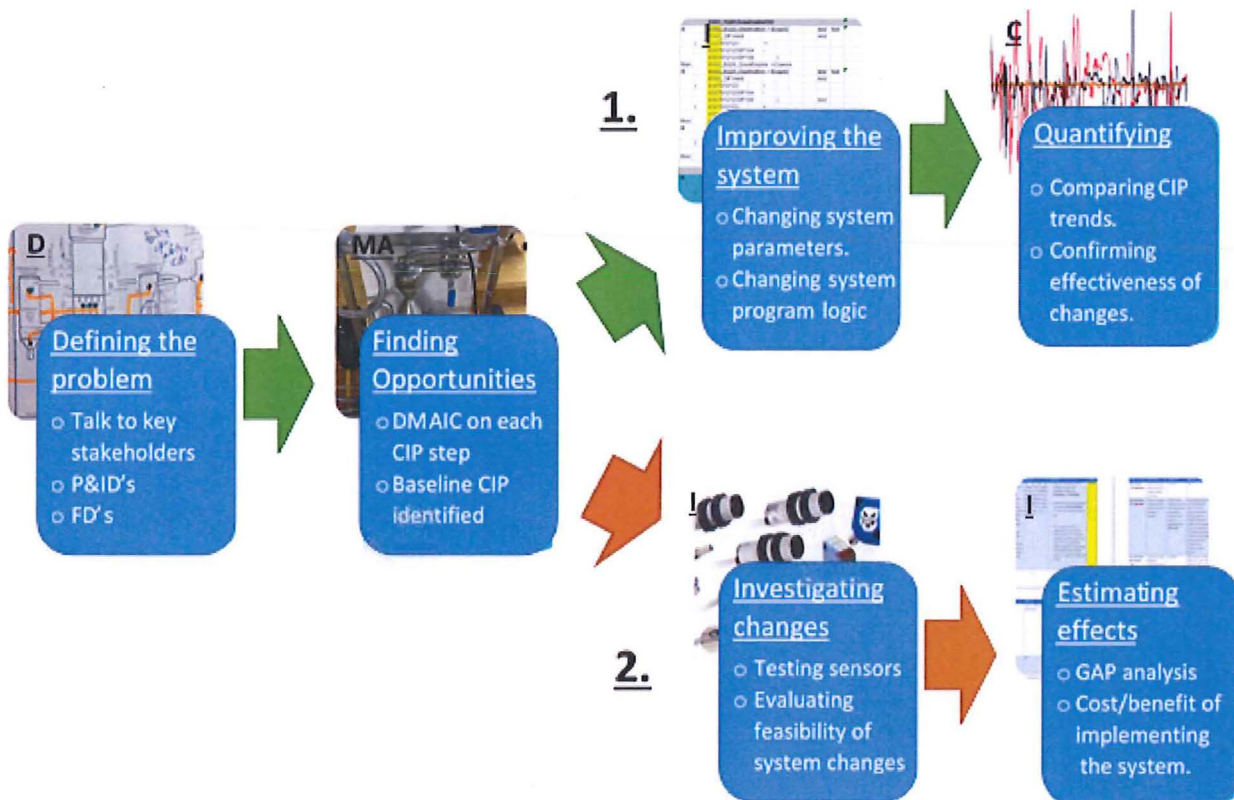 D
Defining the
problem
○ Talk to key
stakeholders
○ P&ID's
○ FD's
MA
Finding
Opportunities
○ DMAIC on each
CIP step
○ Baseline CIP
identified
1.
I
Improving the
system
○ Changing system
parameters.
○ Changing system
program logic
C
Quantifying
○ Comparing CIP
trends.
○ Confirming
effectiveness of
changes.
2.
I
Investigating
changes
○ Testing sensors
○ Evaluating
feasibility of
system changes
I
Estimating
effects
○ GAP analysis
○ Cost/benefit of
implementing
the system.